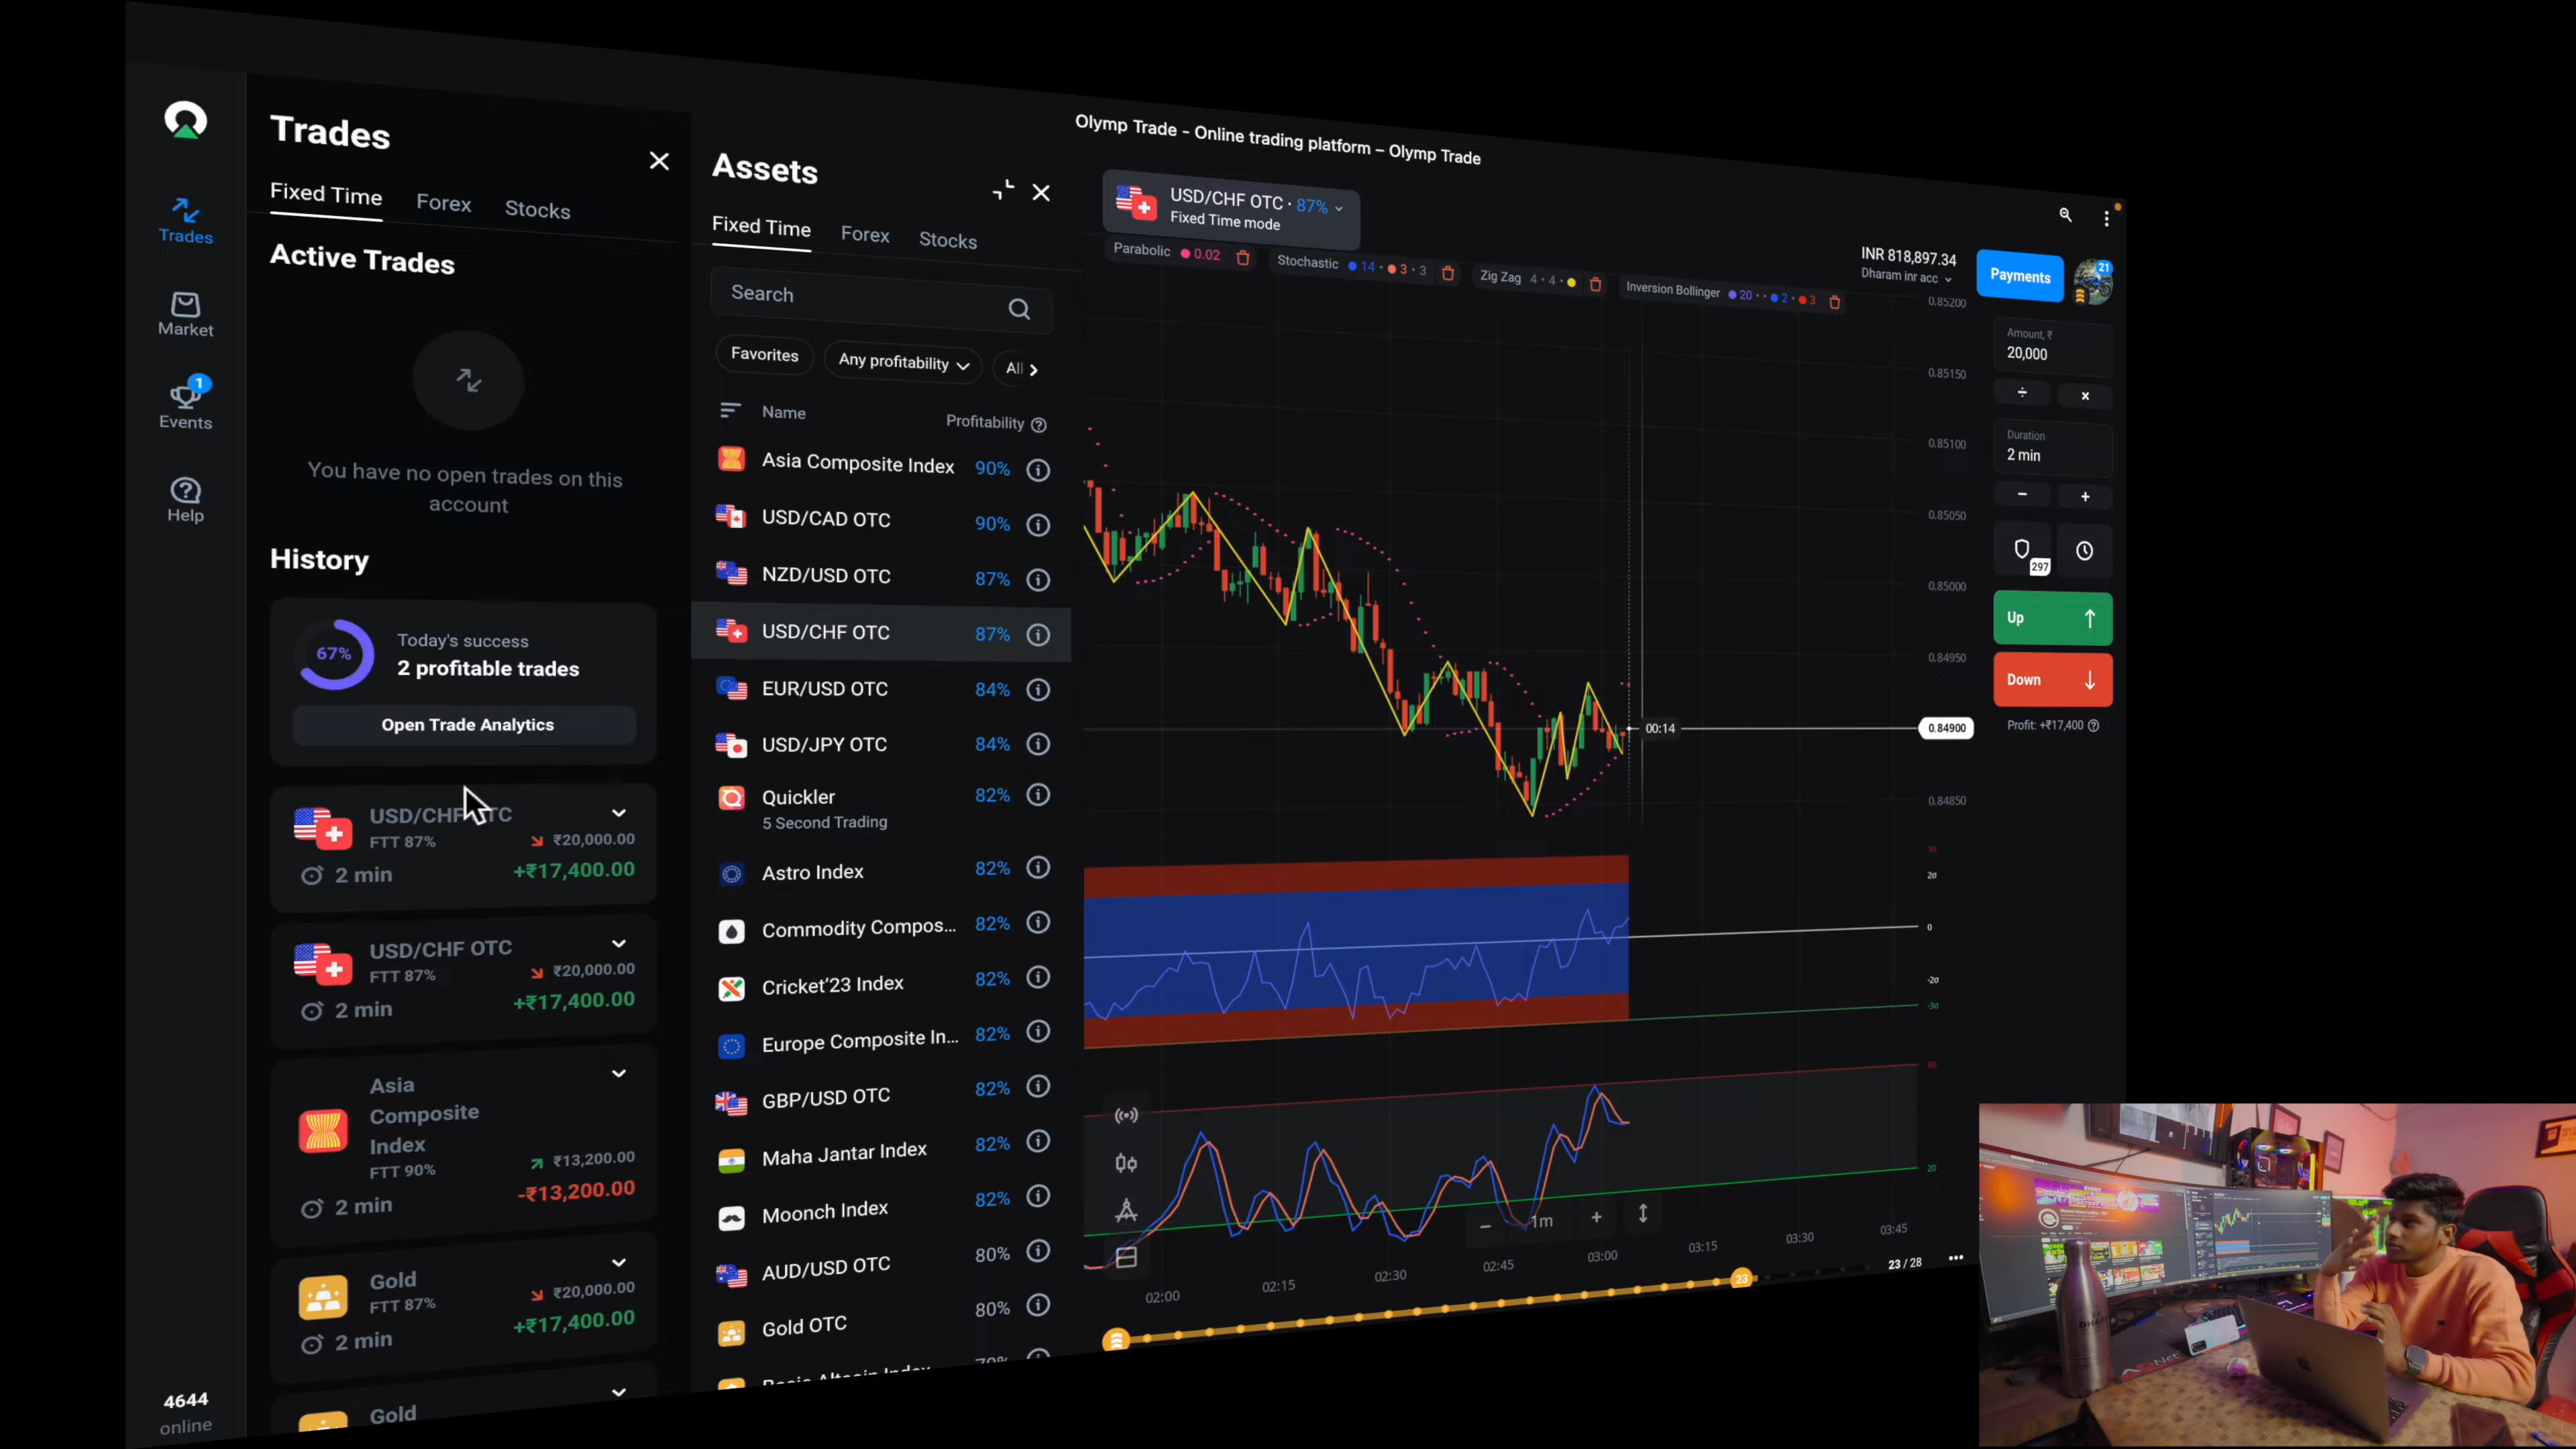 Olymp Trade - Online trading platform – Olymp Trade
Trades
Market
1
Events
Help
4644
online
Trades
Fixed Time
Forex
Stocks
Active Trades
You have no open trades on this
account
History
67%
Today's success
2 profitable trades
Open Trade Analytics
USD/CHF OTC
FTT 87%
₹20,000.00
2 min
+₹17,400.00
USD/CHF OTC
FTT 87%
₹20,000.00
2 min
+₹17,400.00
Asia
Composite
Index
FTT 90%
₹13,200.00
2 min
-₹13,200.00
Gold
FTT 87%
₹20,000.00
2 min
+₹17,400.00
Gold
Assets
Fixed Time
Forex
Stocks
Search
Favorites
Any profitability
All
Name
Profitability
Asia Composite Index 90%
USD/CAD OTC 90%
NZD/USD OTC 87%
USD/CHF OTC 87%
EUR/USD OTC 84%
USD/JPY OTC 84%
Quickler 82%
5 Second Trading
Astro Index 82%
Commodity Compos... 82%
Cricket'23 Index 82%
Europe Composite In... 82%
GBP/USD OTC 82%
Maha Jantar Index 82%
Moonch Index 82%
AUD/USD OTC 80%
Gold OTC 80%
USD/CHF OTC · 87%
Fixed Time mode
Parabolic 0.02
Stochastic 14 · 3 · 3
Zig Zag 4 · 4 ·
Inversion Bollinger 20 · · 2 · 3
INR 818,897.34
Dharam inr acc
Payments
21
Amount, ₹
20,000
÷ ×
Duration
2 min
− +
297
Up
Down
Profit: +₹17,400
0.85200
0.85150
0.85100
0.85050
0.85000
0.84950
00:14
0.84900
0.84850
3σ
2σ
0
-2σ
-3σ
80
20
− 1m +
02:00
02:15
02:30
02:45
03:00
03:15
03:30
03:45
23
23 / 28